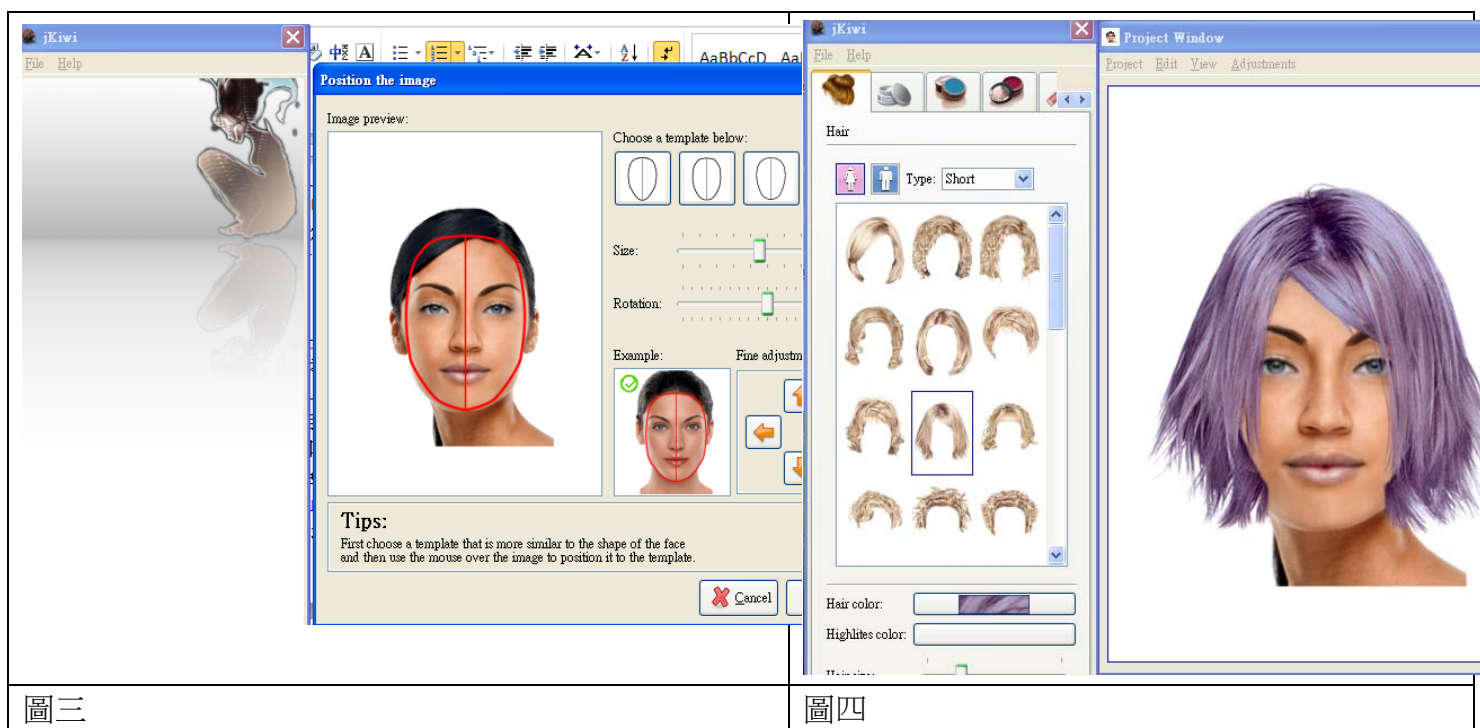 jKiwi
File Help
AaBbCcD AaI
Position the image
Image preview:
Choose a template below:
Size:
Rotation:
Example:
Fine adjustm
Tips:
First choose a template that is more similar to the shape of the face
and then use the mouse over the image to position it to the template.
Cancel
圖三
jKiwi
File Help
Hair
Type: Short
Hair color:
Highlites color:
Project Window
Project Edit View Adjustments
圖四